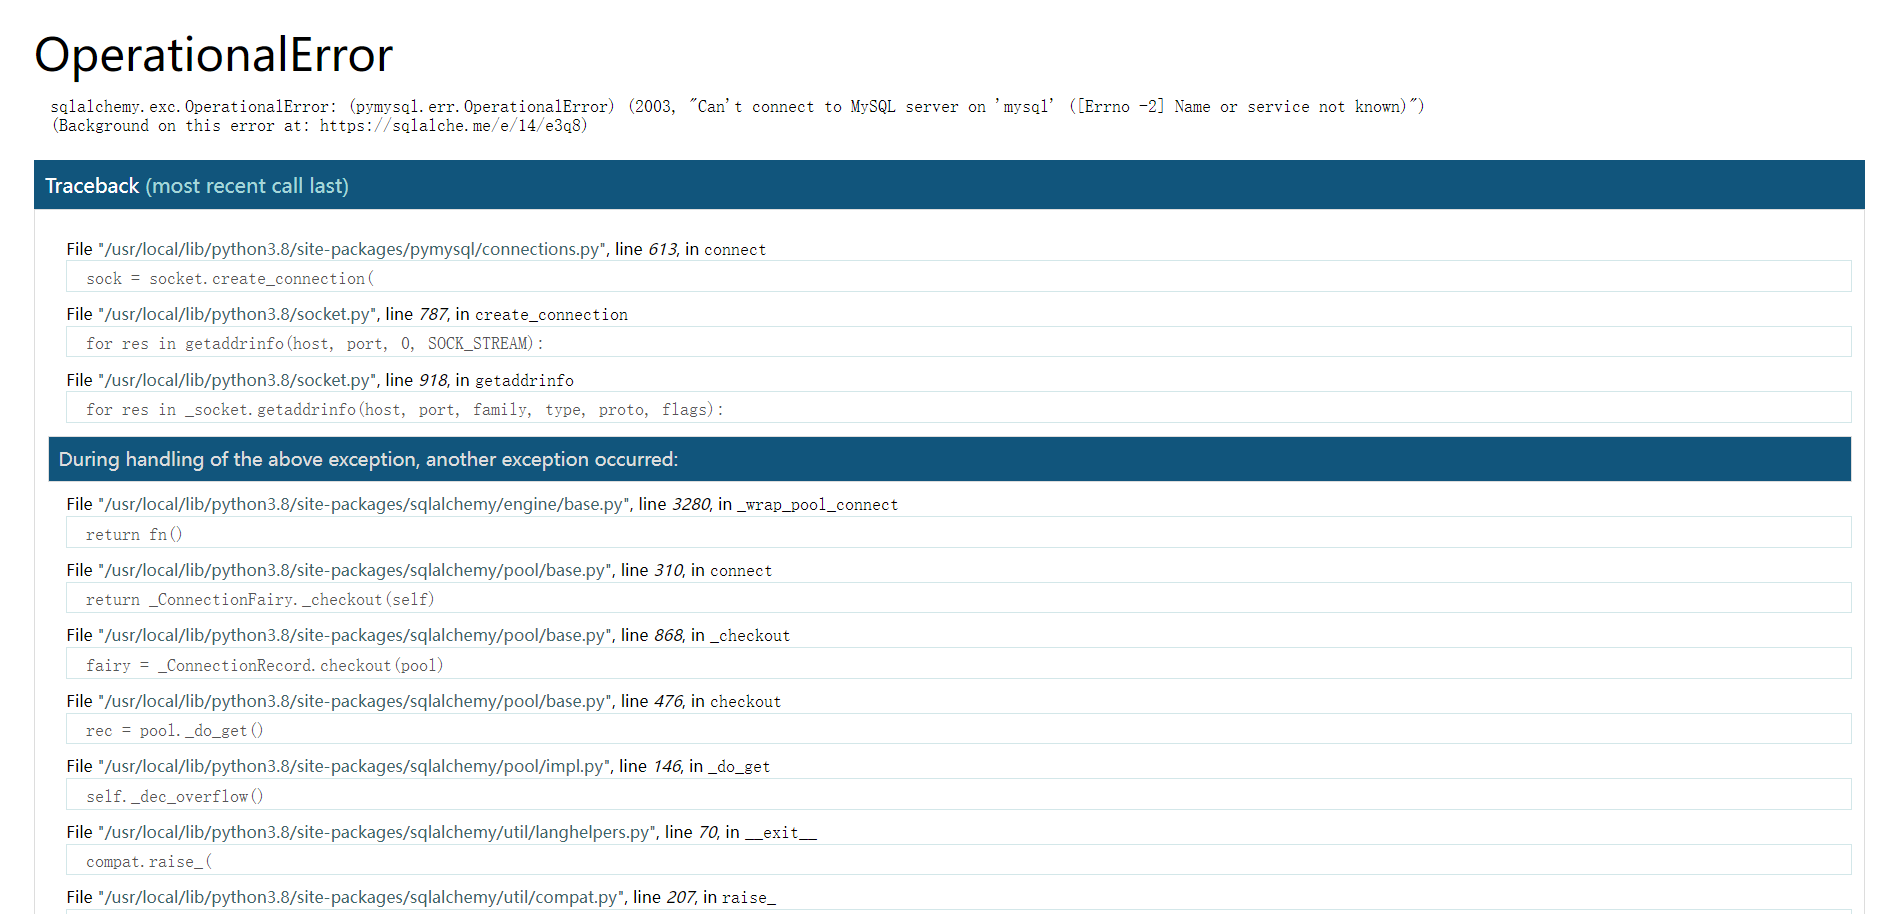 OperationalError
sqlalchemy.exc.OperationalError: (pymysql.err.OperationalError) (2003, "Can't connect to MySQL server on 'mysql' ([Errno -2] Name or service not known)")
(Background on this error at: https://sqlalche.me/e/14/e3q8)
Traceback (most recent call last)
File "/usr/local/lib/python3.8/site-packages/pymysql/connections.py", line 613, in connect
sock = socket.create_connection(
File "/usr/local/lib/python3.8/socket.py", line 787, in create_connection
for res in getaddrinfo(host, port, 0, SOCK_STREAM):
File "/usr/local/lib/python3.8/socket.py", line 918, in getaddrinfo
for res in _socket.getaddrinfo(host, port, family, type, proto, flags):
During handling of the above exception, another exception occurred:
File "/usr/local/lib/python3.8/site-packages/sqlalchemy/engine/base.py", line 3280, in _wrap_pool_connect
return fn()
File "/usr/local/lib/python3.8/site-packages/sqlalchemy/pool/base.py", line 310, in connect
return _ConnectionFairy._checkout(self)
File "/usr/local/lib/python3.8/site-packages/sqlalchemy/pool/base.py", line 868, in _checkout
fairy = _ConnectionRecord.checkout(pool)
File "/usr/local/lib/python3.8/site-packages/sqlalchemy/pool/base.py", line 476, in checkout
rec = pool._do_get()
File "/usr/local/lib/python3.8/site-packages/sqlalchemy/pool/impl.py", line 146, in _do_get
self._dec_overflow()
File "/usr/local/lib/python3.8/site-packages/sqlalchemy/util/langhelpers.py", line 70, in __exit__
compat.raise_(
File "/usr/local/lib/python3.8/site-packages/sqlalchemy/util/compat.py", line 207, in raise_